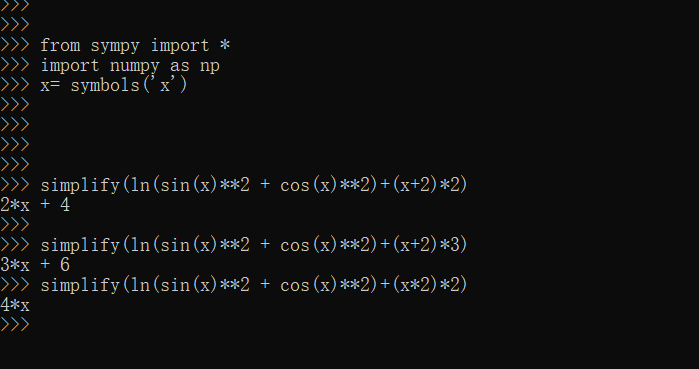 >>>
>>>
>>> from sympy import *
>>> import numpy as np
>>> x= symbols('x')
>>>
>>>
>>>
>>>
>>> simplify(ln(sin(x)**2 + cos(x)**2)+(x+2)*2)
2*x + 4
>>>
>>> simplify(ln(sin(x)**2 + cos(x)**2)+(x+2)*3)
3*x + 6
>>> simplify(ln(sin(x)**2 + cos(x)**2)+(x*2)*2)
4*x
>>>